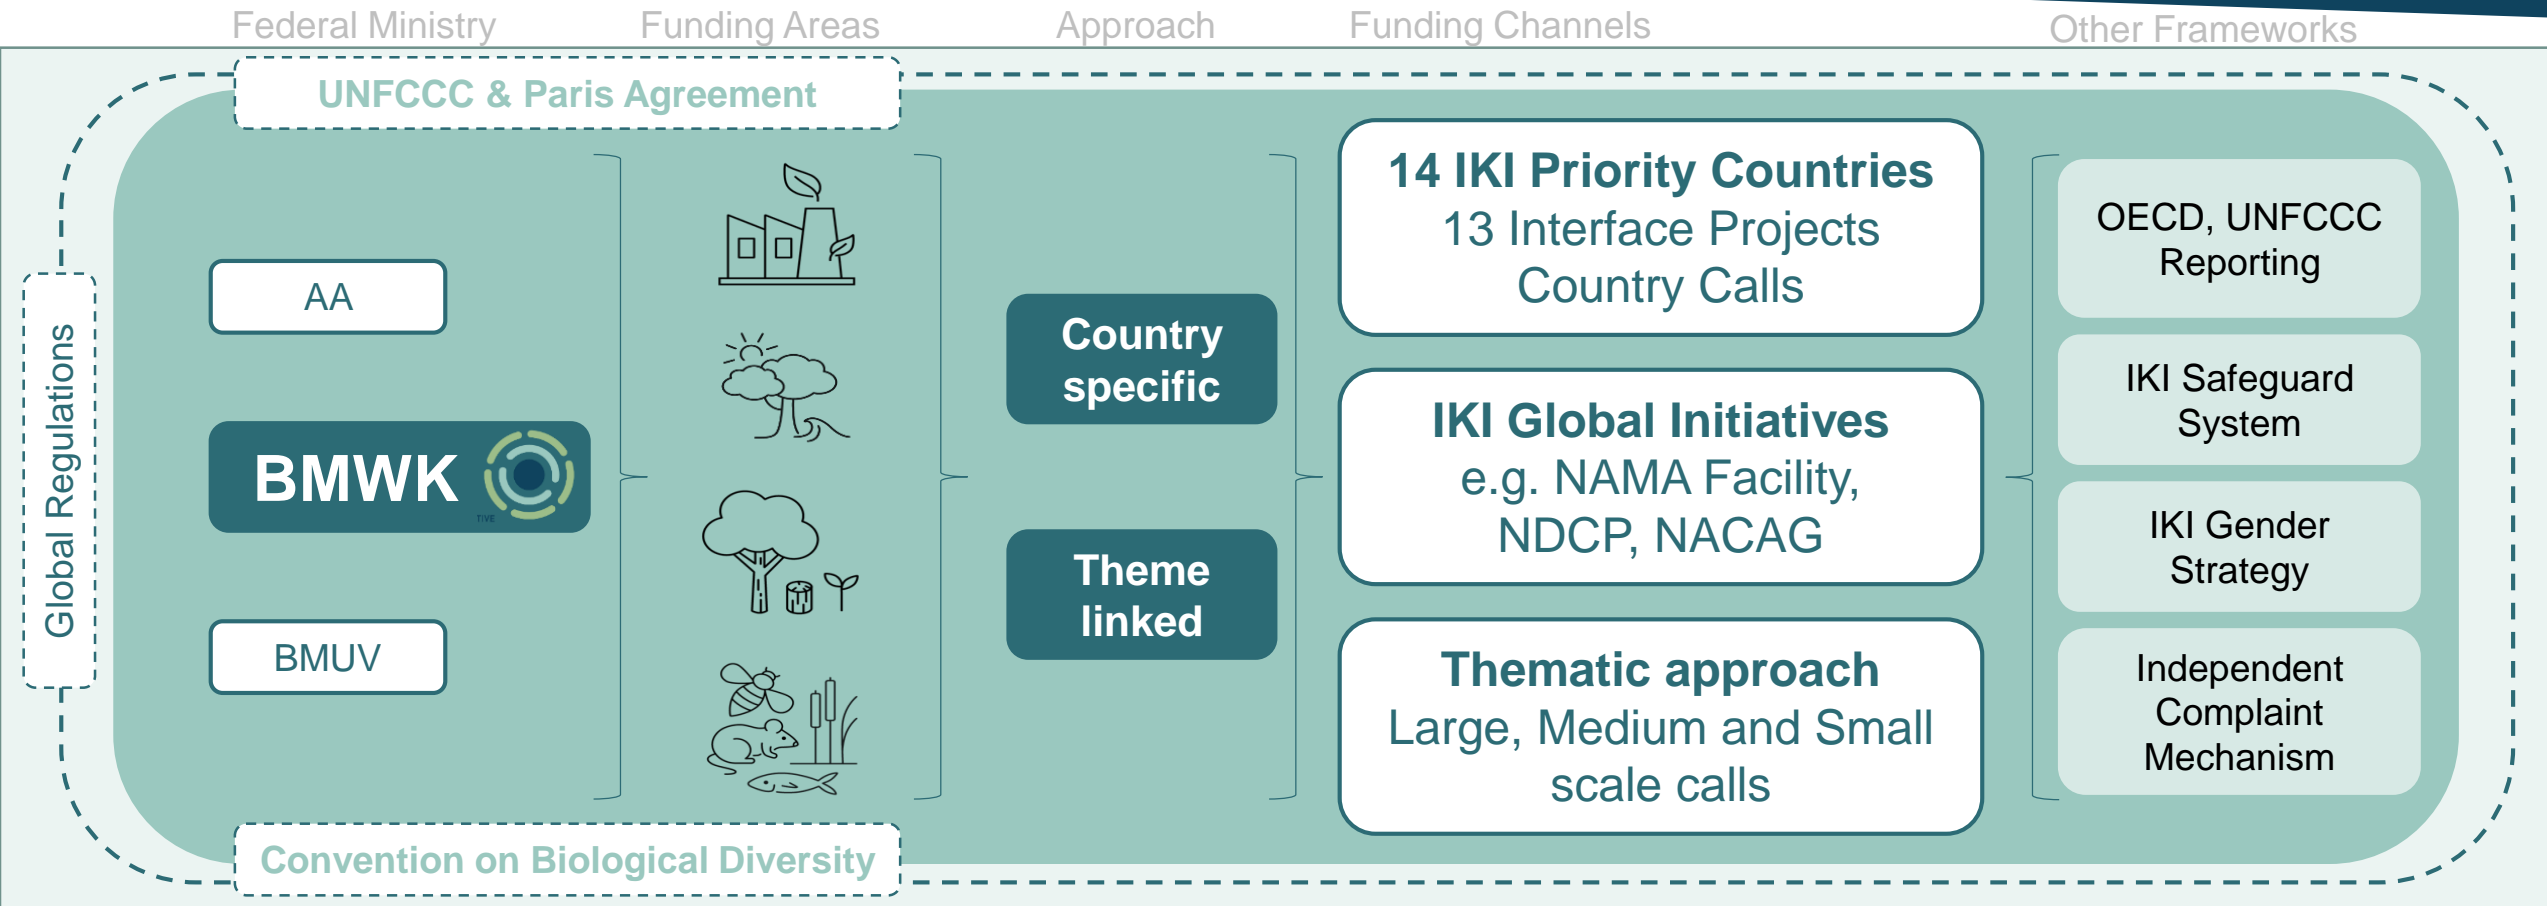 Federal Ministry
Funding Areas
Approach
Funding Channels
Other Frameworks
UNFCCC & Paris Agreement
Global Regulations
AA
BMWK
TIVE
BMUV
Country
specific
Theme
linked
14 IKI Priority Countries
13 Interface Projects
Country Calls
IKI Global Initiatives
e.g. NAMA Facility,
NDCP, NACAG
Thematic approach
Large, Medium and Small
scale calls
OECD, UNFCCC
Reporting
IKI Safeguard
System
IKI Gender
Strategy
Independent
Complaint
Mechanism
Convention on Biological Diversity